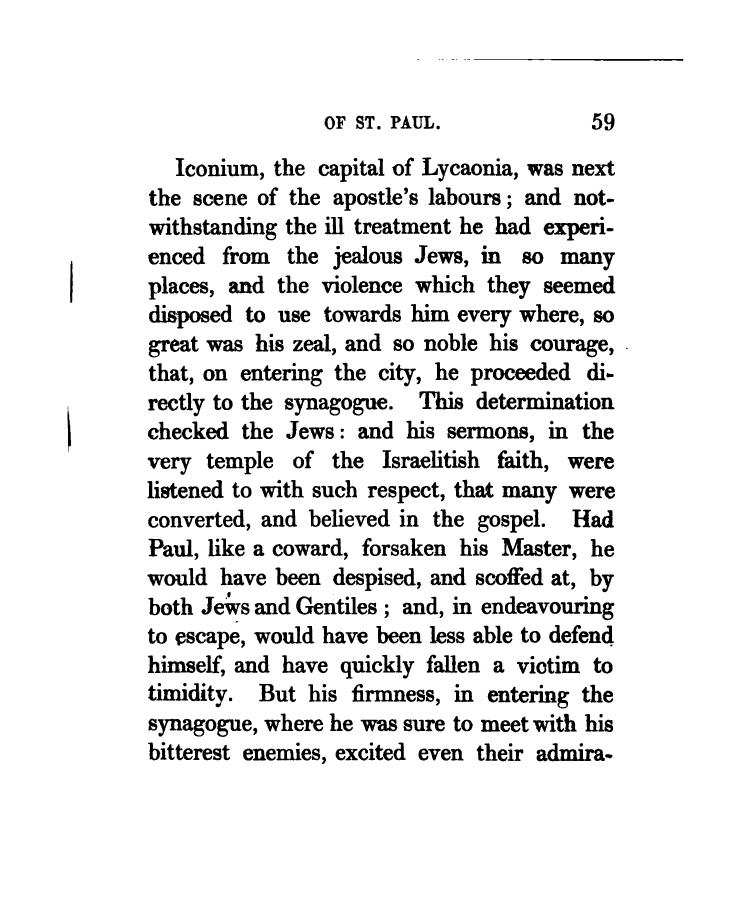 OF ST. PAUL. 59
Iconium, the capital of Lycaonia, was next
the scene of the apostle's labours; and not-
withstanding the ill treatment he had experi-
enced from the jealous Jews, in so many
places, and the violence which they seemed
disposed to use towards him every where, so
great was his zeal, and so noble his courage,
that, on entering the city, he proceeded di-
rectly to the synagogue. This determination
checked the Jews: and his sermons, in the
very temple of the Israelitish faith, were
listened to with such respect, that many were
converted, and believed in the gospel. Had
Paul, like a coward, forsaken his Master, he
would have been despised, and scoffed at, by
both Jews and Gentiles; and, in endeavouring
to escape, would have been less able to defend
himself, and have quickly fallen a victim to
timidity. But his firmness, in entering the
synagogue, where he was sure to meet with his
bitterest enemies, excited even their admira-